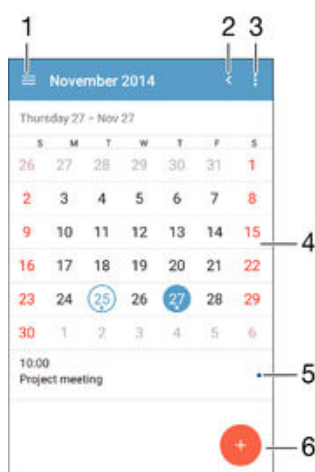 1 2 3
November 2014
Thursday 27 – Nov 27
S M T W T F S
26 27 28 29 30 31 1
2 3 4 5 6 7 8
9 10 11 12 13 14 15
4
16 17 18 19 20 21 22
23 24 25 26 27 28 29
30 1 2 3 4 5 6
10:00
Project meeting
5
+
6